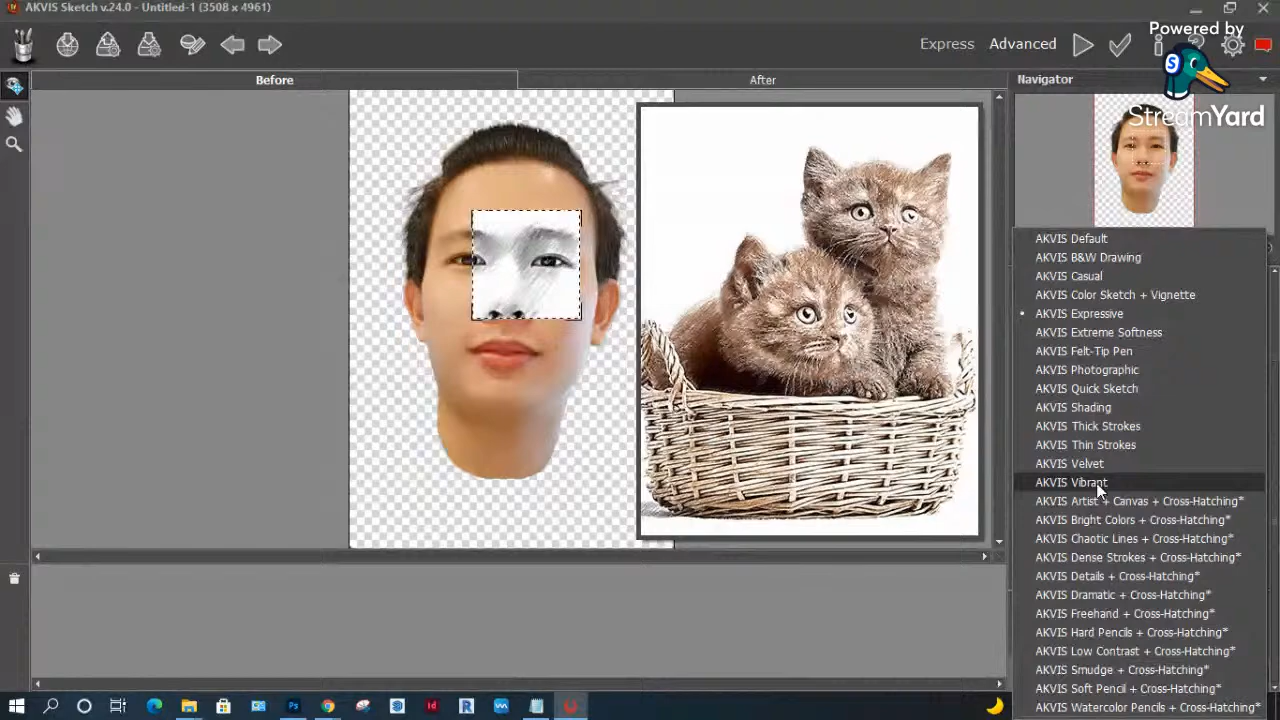 AKVIS Sketch v.24.0 - Untitled-1 (3508 x 4961)
Powered by
StreamYard
Express
Advanced
Before
After
Navigator
AKVIS Default
AKVIS B&W Drawing
AKVIS Casual
AKVIS Color Sketch + Vignette
AKVIS Expressive
AKVIS Extreme Softness
AKVIS Felt-Tip Pen
AKVIS Photographic
AKVIS Quick Sketch
AKVIS Shading
AKVIS Thick Strokes
AKVIS Thin Strokes
AKVIS Velvet
AKVIS Vibrant
AKVIS Artist + Canvas + Cross-Hatching*
AKVIS Bright Colors + Cross-Hatching*
AKVIS Chaotic Lines + Cross-Hatching*
AKVIS Dense Strokes + Cross-Hatching*
AKVIS Details + Cross-Hatching*
AKVIS Dramatic + Cross-Hatching*
AKVIS Freehand + Cross-Hatching*
AKVIS Hard Pencils + Cross-Hatching*
AKVIS Low Contrast + Cross-Hatching*
AKVIS Smudge + Cross-Hatching*
AKVIS Soft Pencil + Cross-Hatching*
AKVIS Watercolor Pencils + Cross-Hatching*